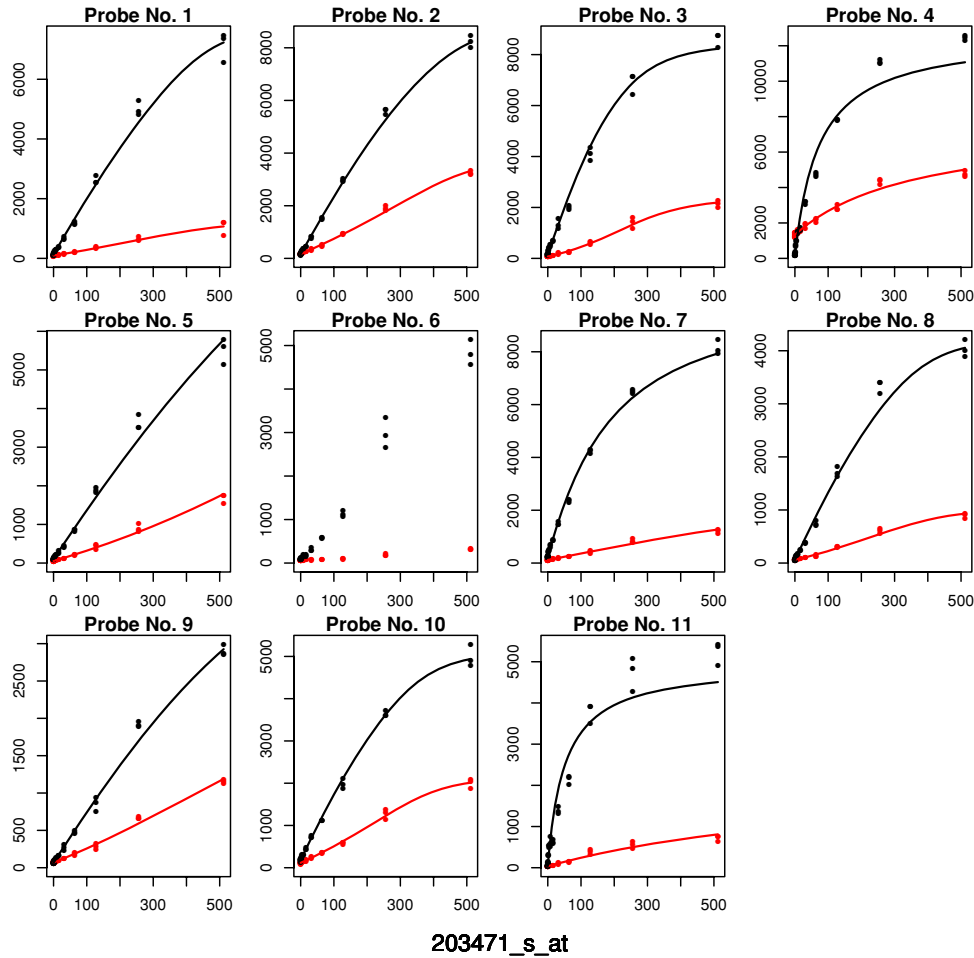 Probe No. 1
Probe No. 2
Probe No. 3
Probe No. 4
0 2000 4000 6000
0 100 300 500
0 2000 4000 6000 8000
0 100 300 500
0 2000 4000 6000 8000
0 100 300 500
0 2000 6000 10000
0 100 300 500
Probe No. 5
Probe No. 6
Probe No. 7
Probe No. 8
0 1000 3000 5000
0 100 300 500
0 1000 3000 5000
0 100 300 500
0 2000 4000 6000 8000
0 100 300 500
0 1000 2000 3000 4000
0 100 300 500
Probe No. 9
Probe No. 10
Probe No. 11
0 500 1500 2500
0 100 300 500
0 1000 3000 5000
0 100 300 500
0 1000 3000 5000
0 100 300 500
203471_s_at